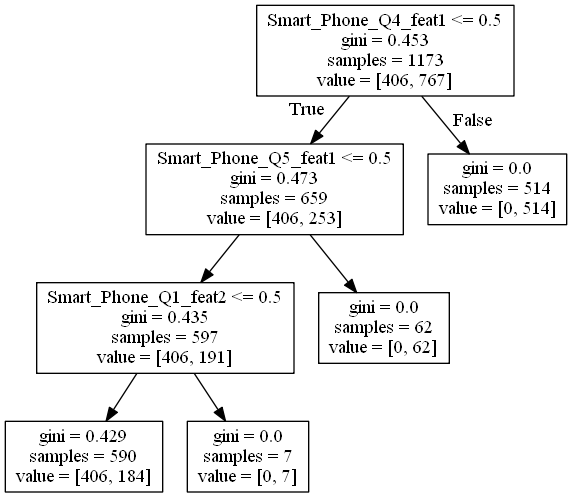 Smart_Phone_Q4_feat1 <= 0.5
gini = 0.453
samples = 1173
value = [406, 767]
True
False
Smart_Phone_Q5_feat1 <= 0.5
gini = 0.473
samples = 659
value = [406, 253]
gini = 0.0
samples = 514
value = [0, 514]
Smart_Phone_Q1_feat2 <= 0.5
gini = 0.435
samples = 597
value = [406, 191]
gini = 0.0
samples = 62
value = [0, 62]
gini = 0.429
samples = 590
value = [406, 184]
gini = 0.0
samples = 7
value = [0, 7]